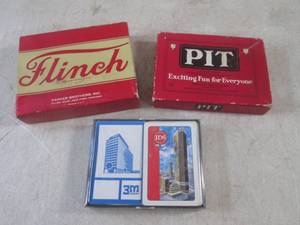 Flinch
PARKER BROTHERS INC.
PIT
Exciting Fun for Everyone
3M
IDS